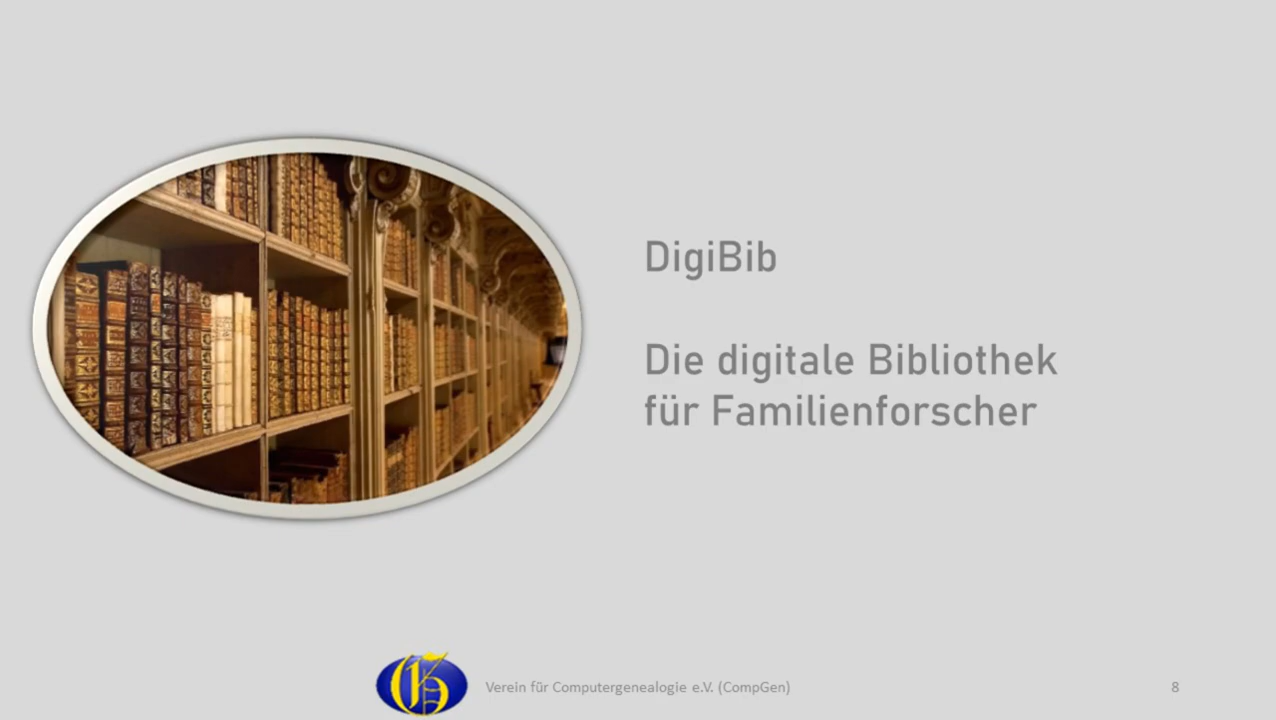 DigiBib
Die digitale Bibliothek
für Familienforscher
Verein für Computergenealogie e.V. (CompGen)
8